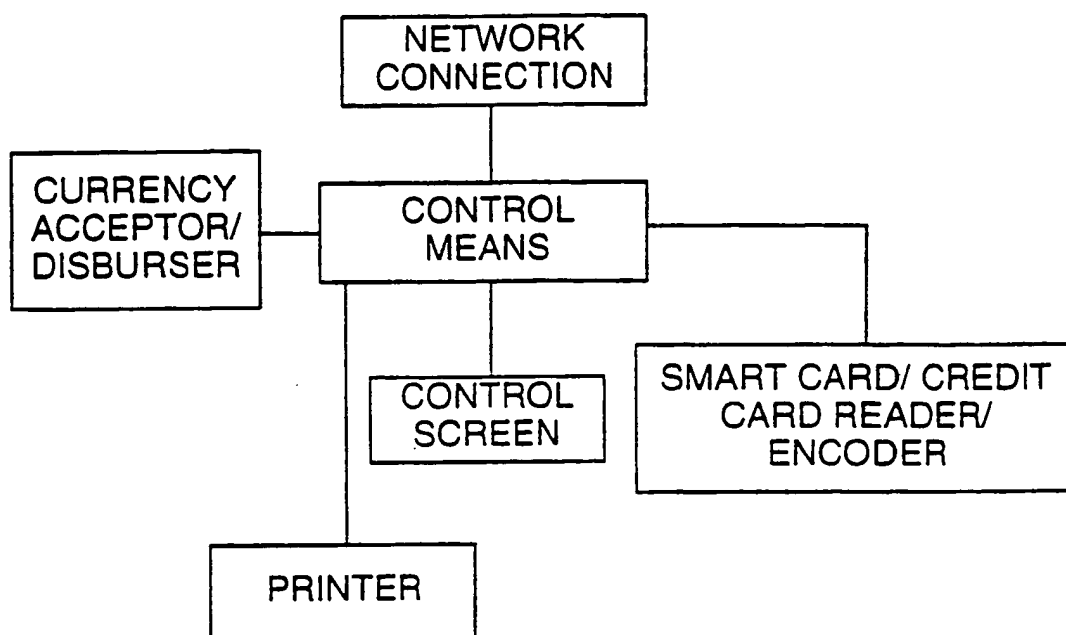 NETWORK
CONNECTION
CURRENCY
ACCEPTOR/
DISBURSER
CONTROL
MEANS
CONTROL
SCREEN
SMART CARD/ CREDIT
CARD READER/
ENCODER
PRINTER